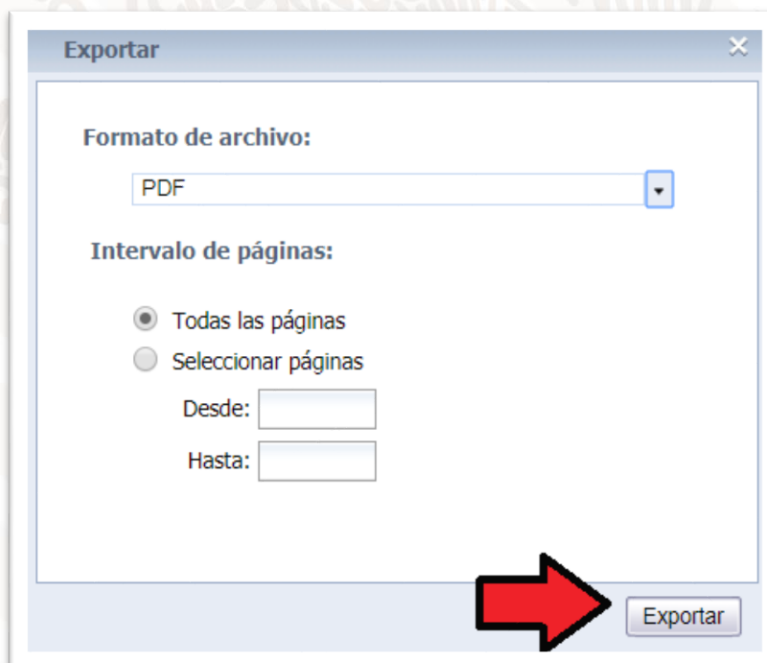 Exportar
Formato de archivo:
PDF
Intervalo de páginas:
Todas las páginas
Seleccionar páginas
Desde:
Hasta:
Exportar